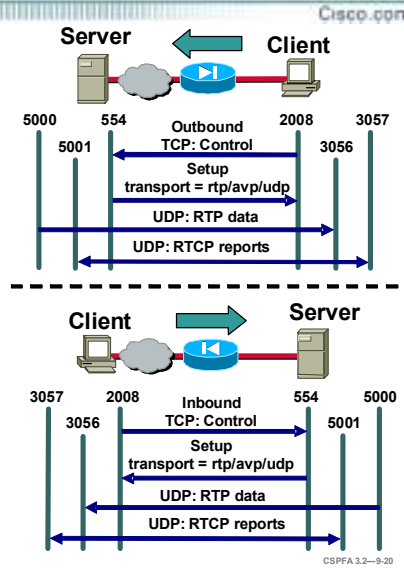 Cisco.com
Server
Client
5000
554
Outbound
2008
3057
5001
TCP: Control
3056
Setup
transport = rtp/avp/udp
UDP: RTP data
UDP: RTCP reports
Client
Server
3057
2008
Inbound
554
5000
3056
TCP: Control
5001
Setup
transport = rtp/avp/udp
UDP: RTP data
UDP: RTCP reports
CSPFA 3.2—9-20